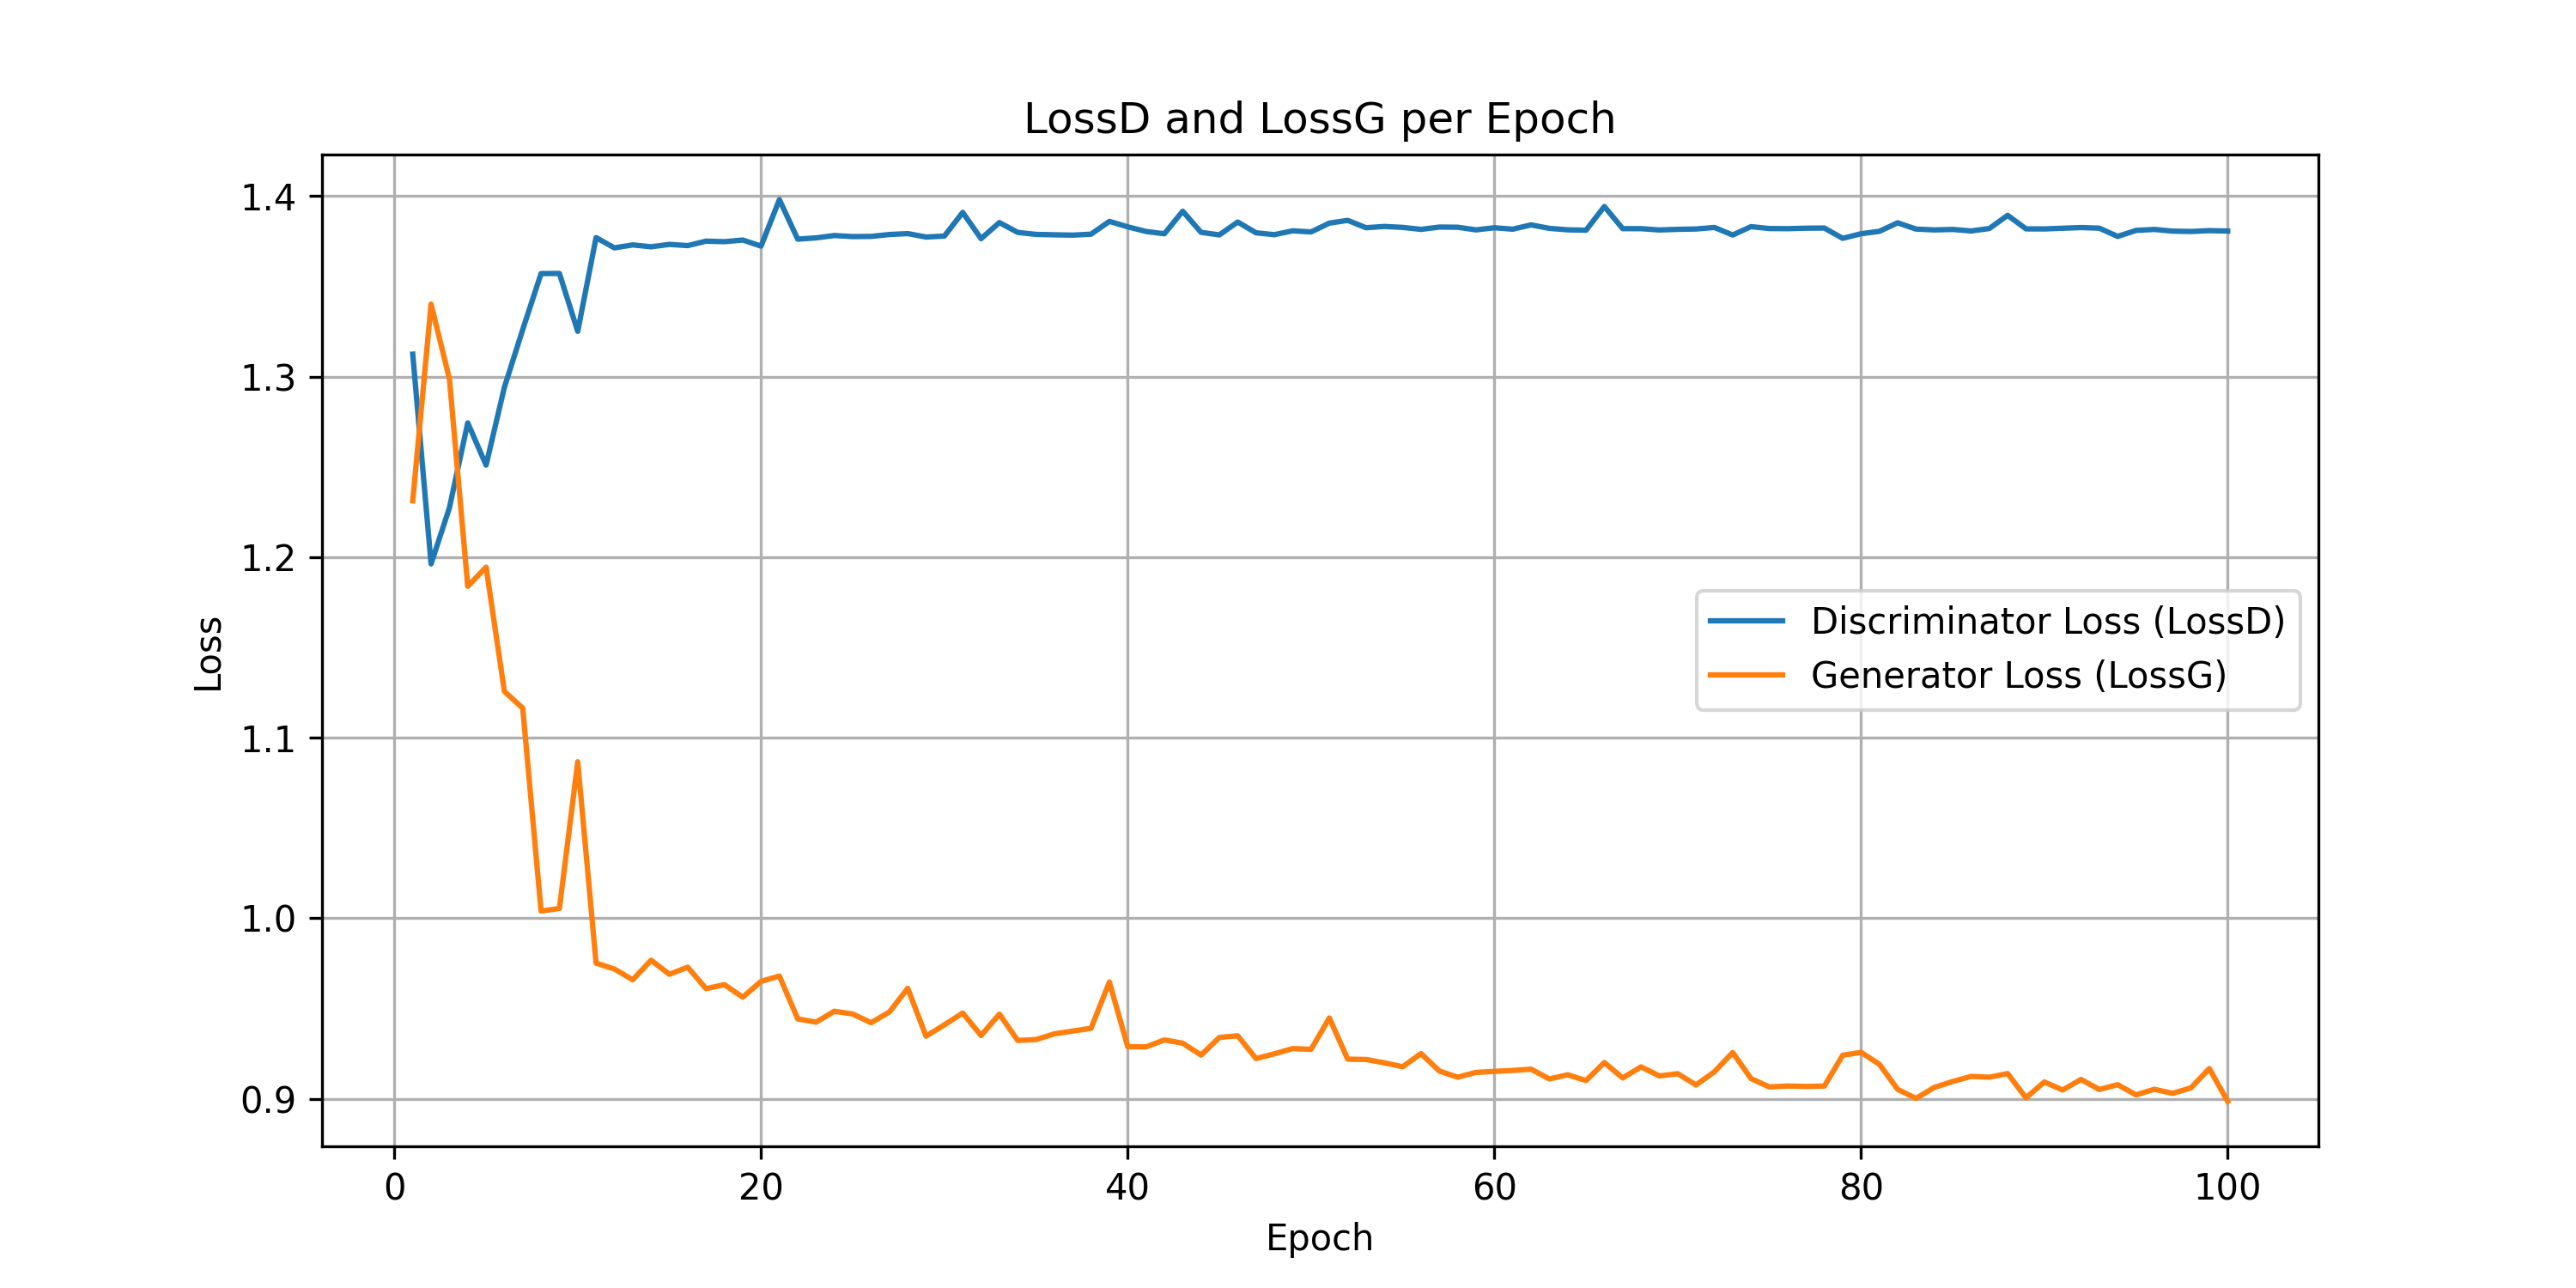 LossD and LossG per Epoch
1.4
1.3
1.2
1.1
1.0
0.9
Loss
Discriminator Loss (LossD)
Generator Loss (LossG)
0 20 40 60 80 100
Epoch